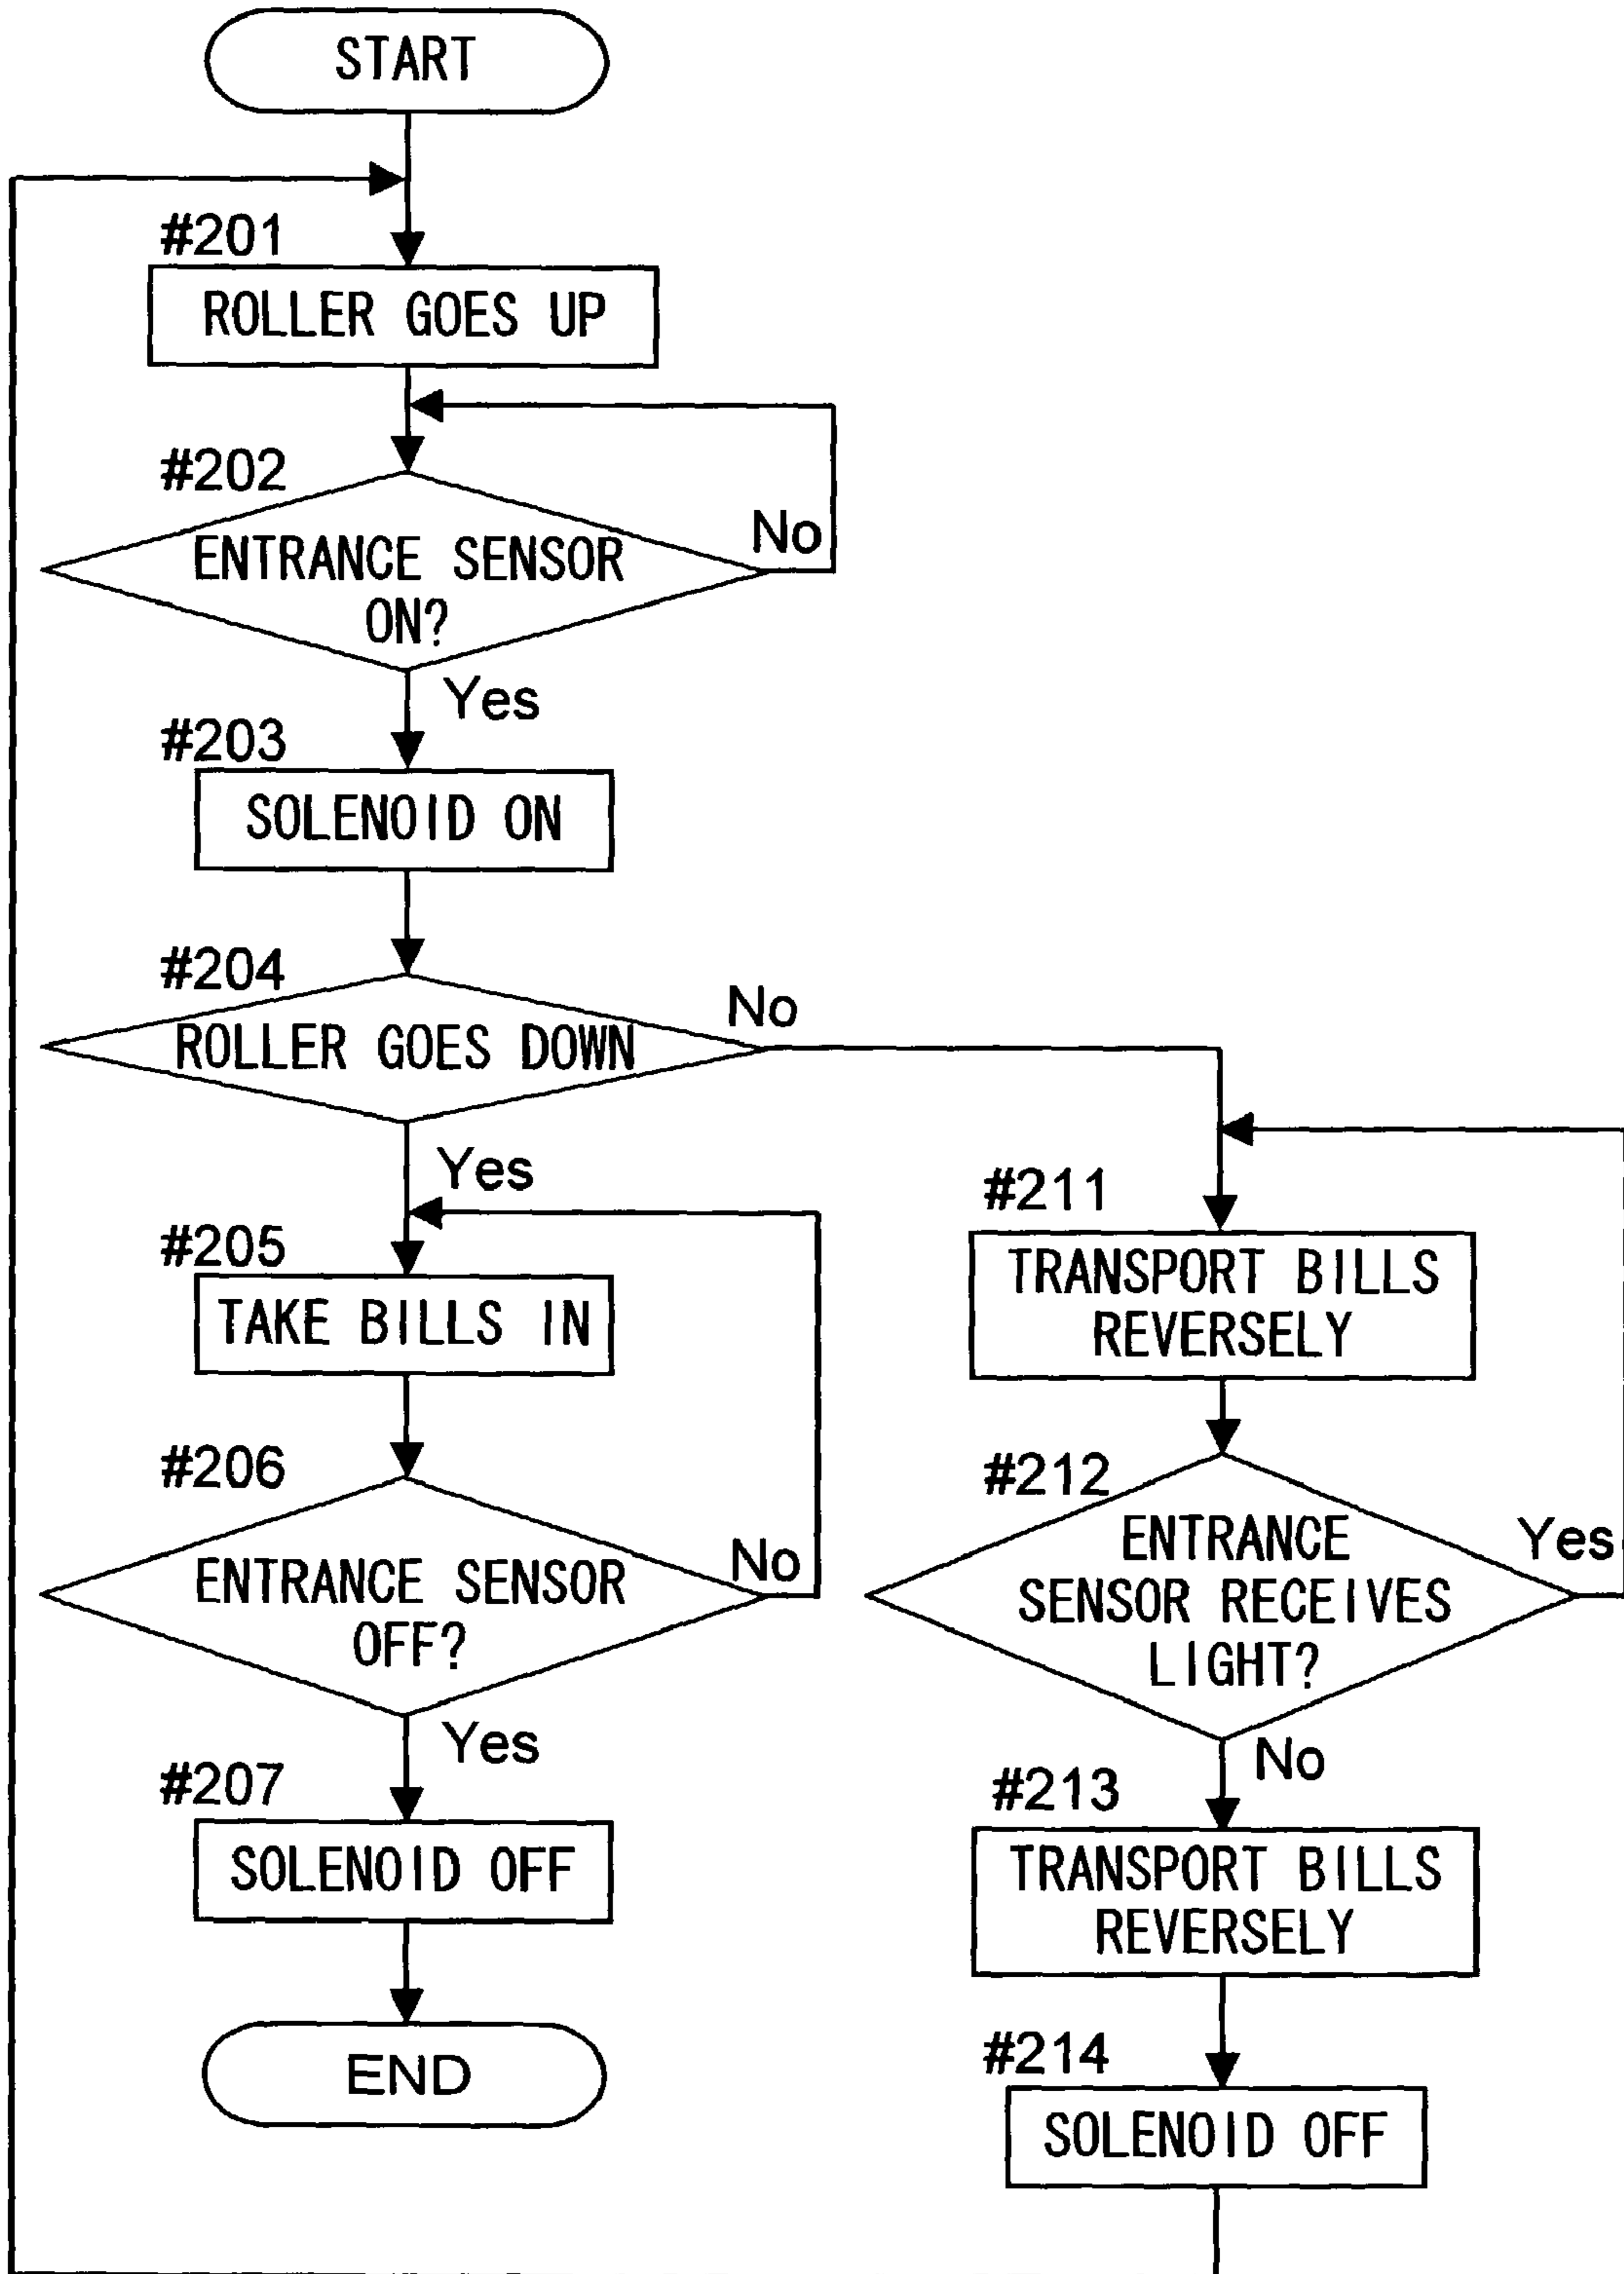 START
#201
ROLLER GOES UP
#202
ENTRANCE SENSOR
ON?
No
Yes
#203
SOLENOID ON
#204
ROLLER GOES DOWN
No
Yes
#205
TAKE BILLS IN
#206
ENTRANCE SENSOR
OFF?
No
Yes
#207
SOLENOID OFF
END
#211
TRANSPORT BILLS
REVERSELY
#212
ENTRANCE
SENSOR RECEIVES
LIGHT?
Yes
No
#213
TRANSPORT BILLS
REVERSELY
#214
SOLENOID OFF